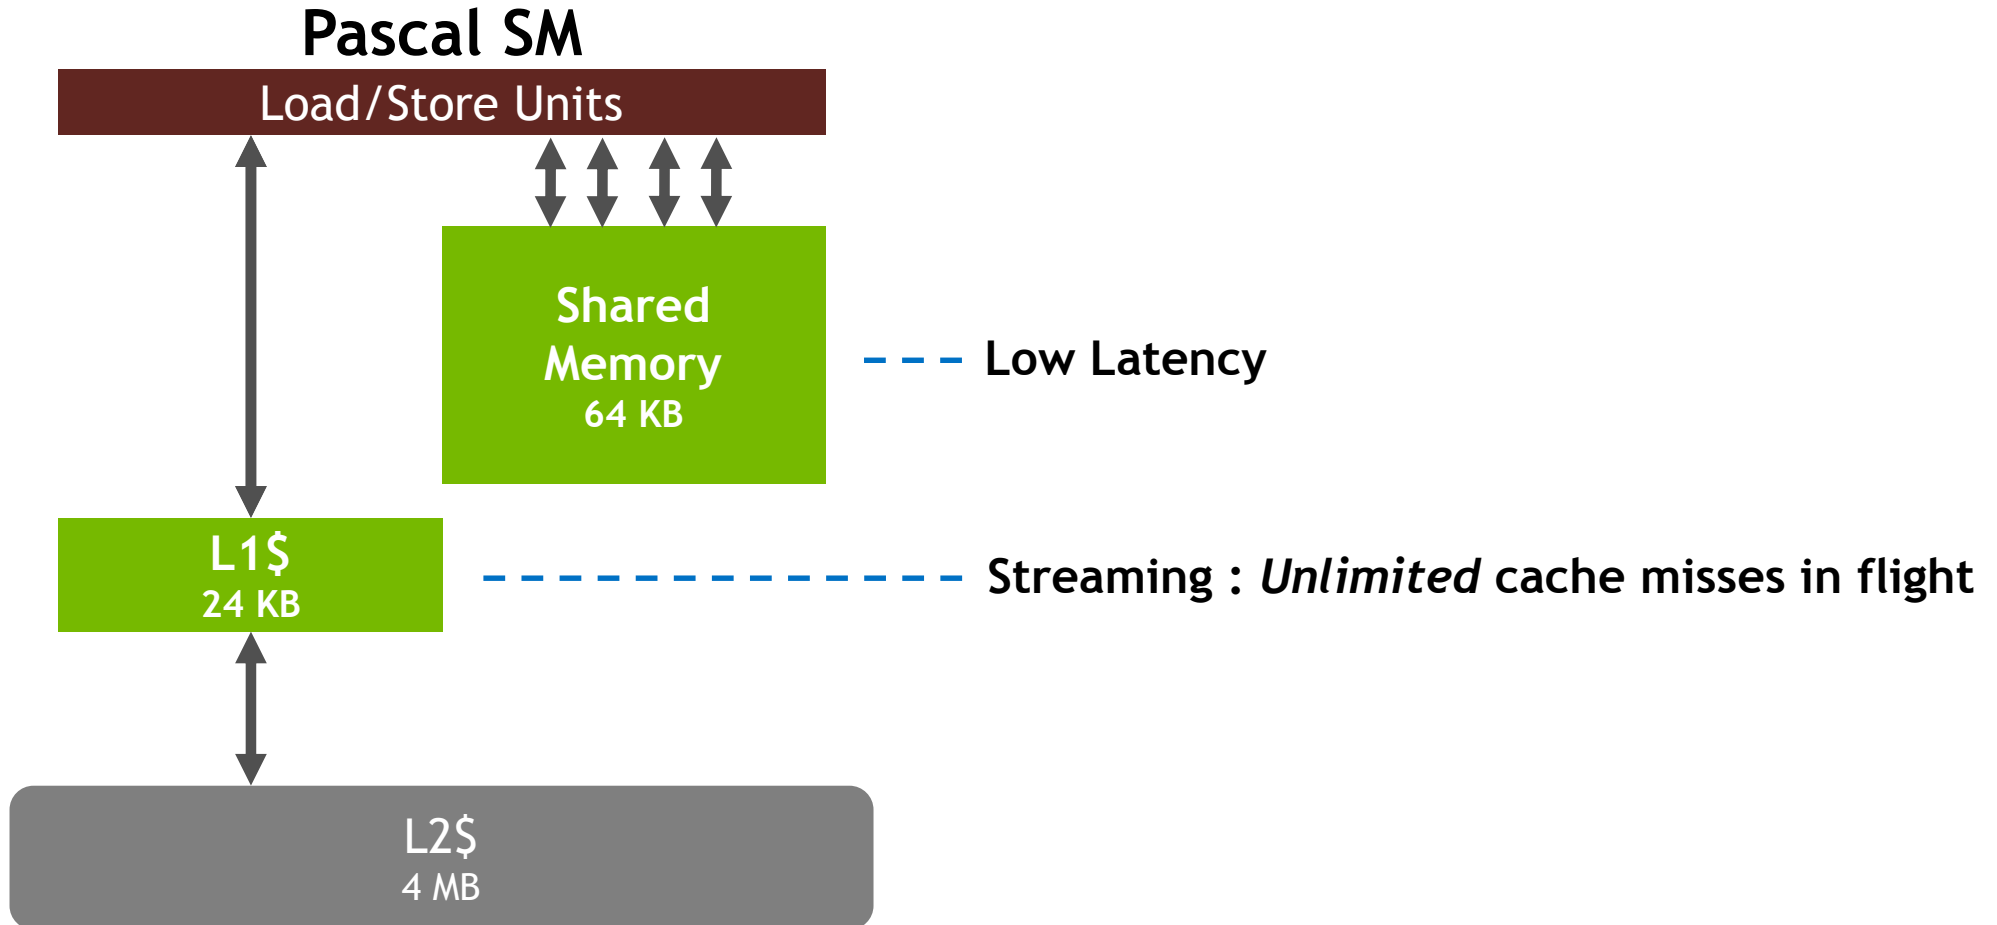 Pascal SM
Load/Store Units
Shared
Memory
64 KB
Low Latency
L1$
24 KB
Streaming : Unlimited cache misses in flight
L2$
4 MB